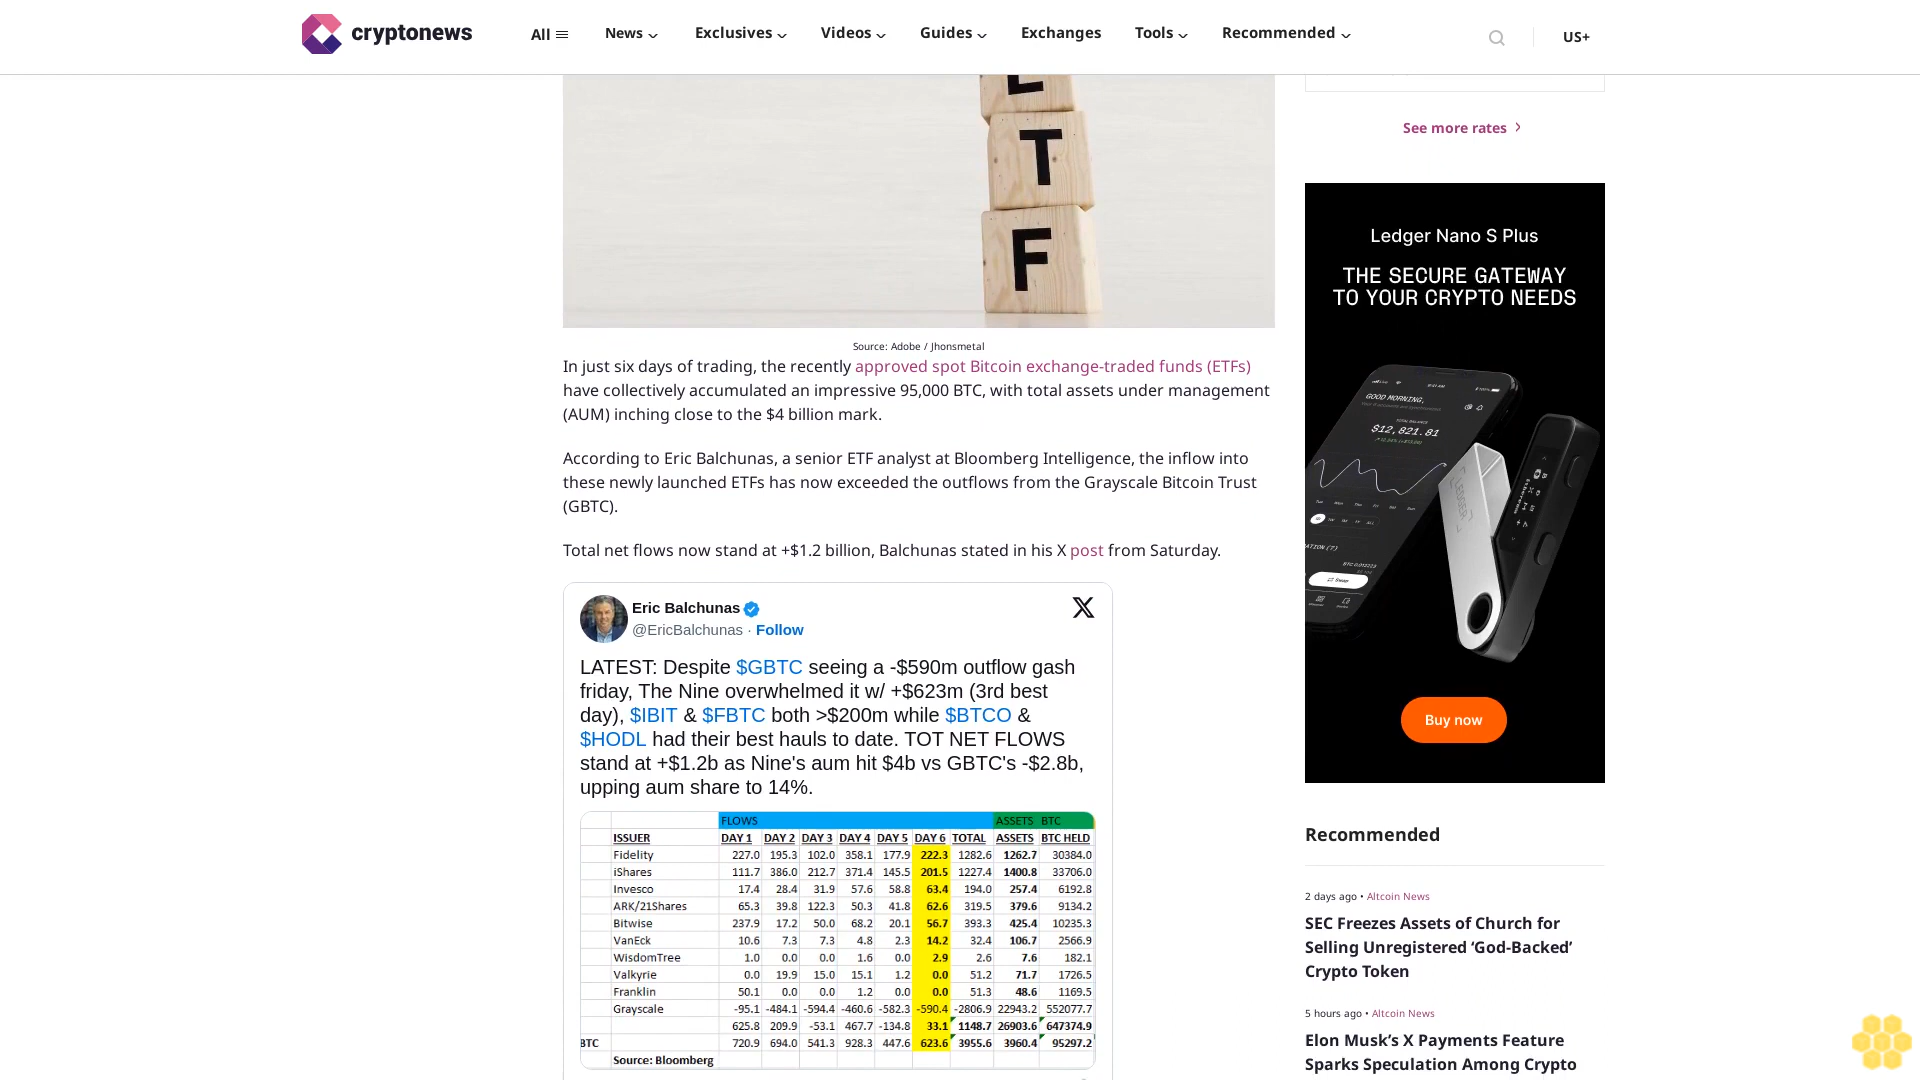 cryptonews
All News Exclusives Videos Guides Exchanges Tools Recommended US+
T
F
Source: Adobe / Jhonsmetal
In just six days of trading, the recently approved spot Bitcoin exchange-traded funds (ETFs)
have collectively accumulated an impressive 95,000 BTC, with total assets under management
(AUM) inching close to the $4 billion mark.
According to Eric Balchunas, a senior ETF analyst at Bloomberg Intelligence, the inflow into
these newly launched ETFs has now exceeded the outflows from the Grayscale Bitcoin Trust
(GBTC).
Total net flows now stand at +$1.2 billion, Balchunas stated in his X post from Saturday.
Eric Balchunas
@EricBalchunas · Follow
LATEST: Despite $GBTC seeing a -$590m outflow gash
friday, The Nine overwhelmed it w/ +$623m (3rd best
day), $IBIT & $FBTC both >$200m while $BTCO &
$HODL had their best hauls to date. TOT NET FLOWS
stand at +$1.2b as Nine's aum hit $4b vs GBTC's -$2.8b,
upping aum share to 14%.
FLOWS ASSETS BTC
ISSUER DAY 1 DAY 2 DAY 3 DAY 4 DAY 5 DAY 6 TOTAL ASSETS BTC HELD
Fidelity 227.0 195.3 102.0 358.1 177.9 222.3 1282.6 1262.7 30384.0
iShares 111.7 386.0 212.7 371.4 145.5 201.5 1227.4 1400.8 33706.0
Invesco 17.4 28.4 31.9 57.6 58.8 63.4 194.0 257.4 6192.8
ARK/21Shares 65.3 39.8 122.3 50.3 41.8 62.6 319.5 379.6 9134.2
Bitwise 237.9 17.2 50.0 68.2 20.1 56.7 393.3 425.4 10235.3
VanEck 10.6 7.3 7.3 4.8 2.3 14.2 32.4 106.7 2566.9
WisdomTree 1.0 0.0 0.0 1.6 0.0 2.9 2.6 7.6 182.1
Valkyrie 0.0 19.9 15.0 15.1 1.2 0.0 51.2 71.7 1726.5
Franklin 50.1 0.0 0.0 1.2 0.0 0.0 51.3 48.6 1169.5
Grayscale -95.1 -484.1 -594.4 -460.6 -582.3 -590.4 -2806.9 22943.2 552077.7
625.8 209.9 -53.1 467.7 -134.8 33.1 1148.7 26903.6 647374.9
BTC 720.9 694.0 541.3 928.3 447.6 623.6 3955.6 3960.4 95297.2
Source: Bloomberg
See more rates
Ledger Nano S Plus
THE SECURE GATEWAY
TO YOUR CRYPTO NEEDS
GOOD MORNING,
$12,821.81
Swap
LEDGER
Buy now
Recommended
2 days ago • Altcoin News
SEC Freezes Assets of Church for
Selling Unregistered ‘God-Backed’
Crypto Token
5 hours ago • Altcoin News
Elon Musk’s X Payments Feature
Sparks Speculation Among Crypto